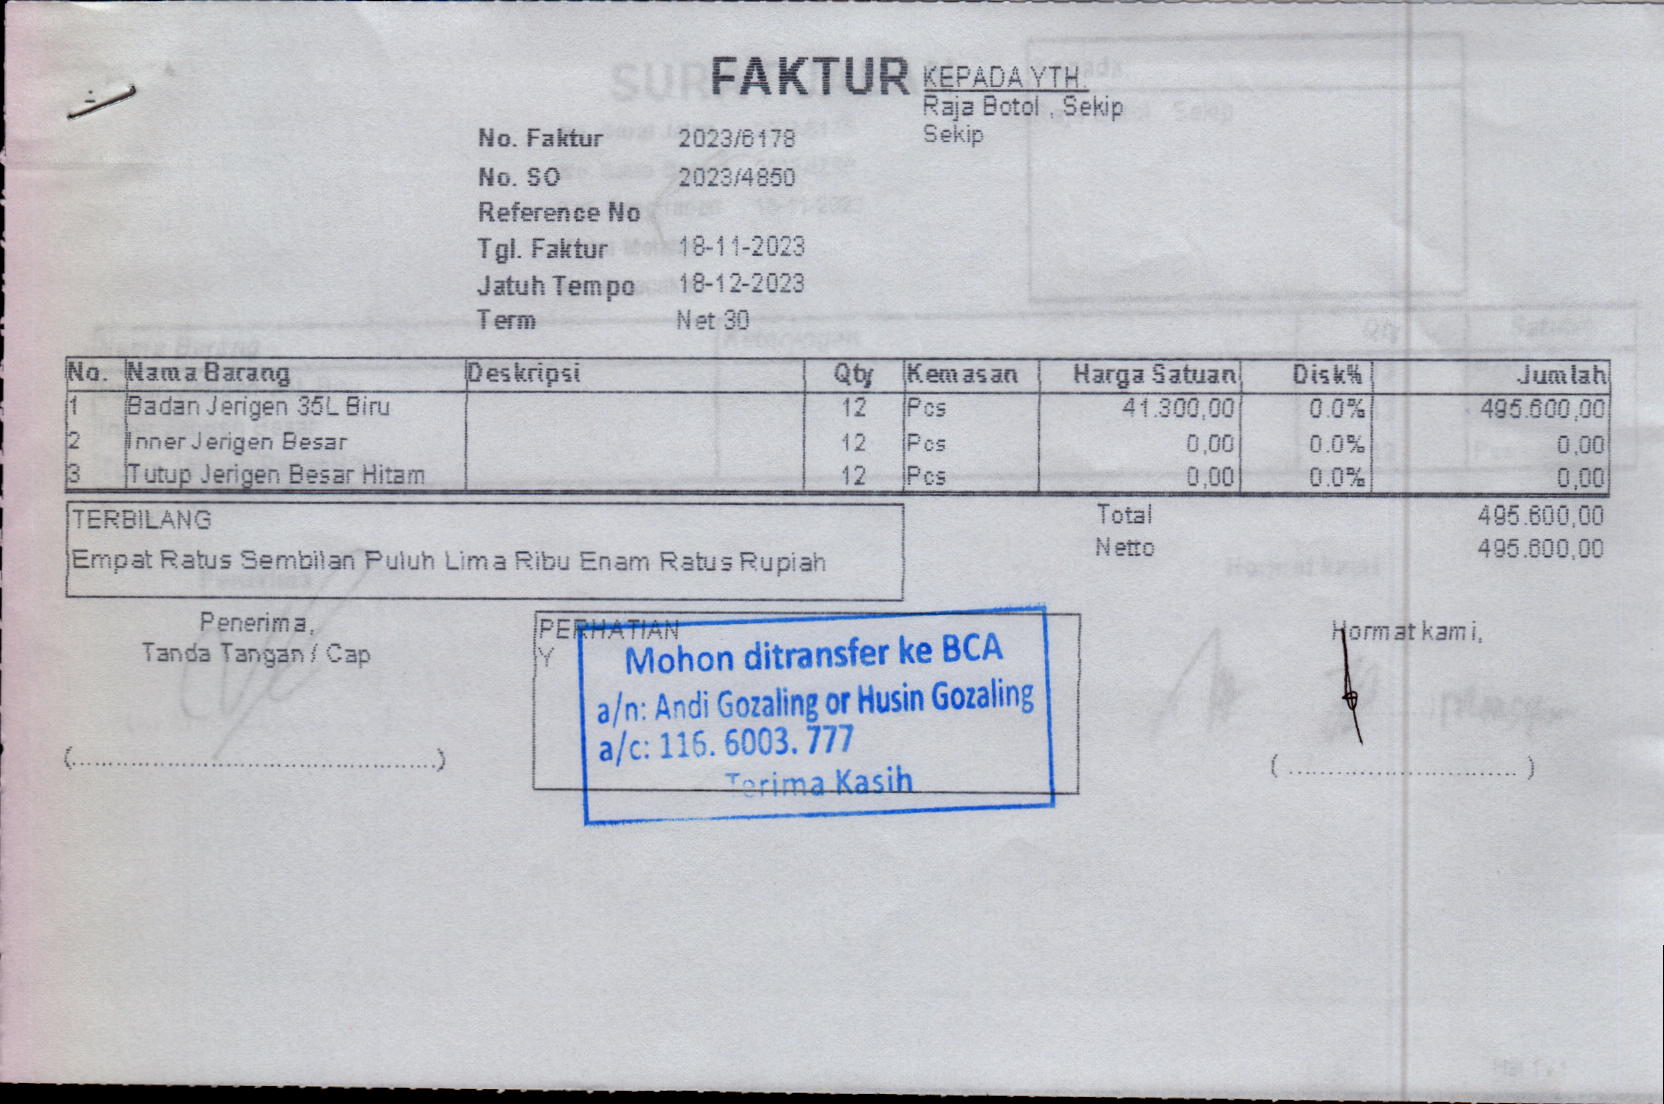 FAKTUR
KEPADA YTH.
Raja Botol , Sekip
Sekip
No. Faktur 2023/6178
No. SO 2023/4850
Reference No
Tgl. Faktur 18-11-2023
Jatuh Tempo 18-12-2023
Term Net 30
No. Nama Barang Deskripsi Qty Kemasan Harga Satuan Disk% Jumlah
1 Badan Jerigen 35L Biru 12 Pcs 41.300,00 0.0% 495.600,00
2 Inner Jerigen Besar 12 Pcs 0,00 0.0% 0,00
3 Tutup Jerigen Besar Hitam 12 Pcs 0,00 0.0% 0,00
TERBILANG
Empat Ratus Sembilan Puluh Lima Ribu Enam Ratus Rupiah
Total 495.600,00
Netto 495.600,00
Penerima,
Tanda Tangan / Cap
(..................................................)
PERHATIAN
Y
Mohon ditransfer ke BCA
a/n: Andi Gozaling or Husin Gozaling
a/c: 116. 6003. 777
Terima Kasih
Hormat kami,
( ............................... )